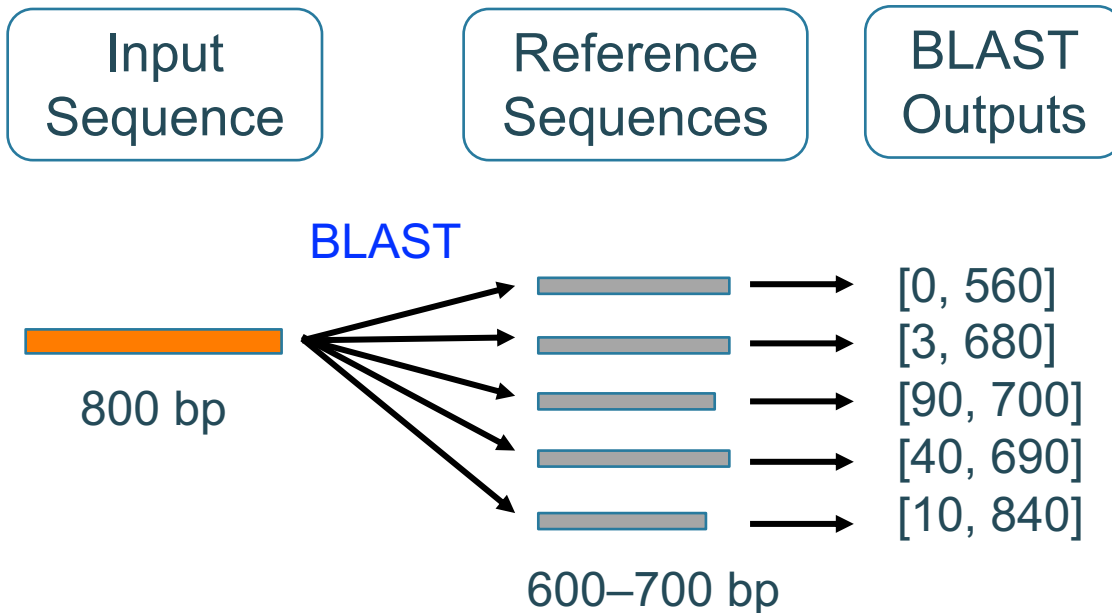 Input
Sequence
Reference
Sequences
BLAST
Outputs
BLAST
800 bp
[0, 560]
[3, 680]
[90, 700]
[40, 690]
[10, 840]
600–700 bp